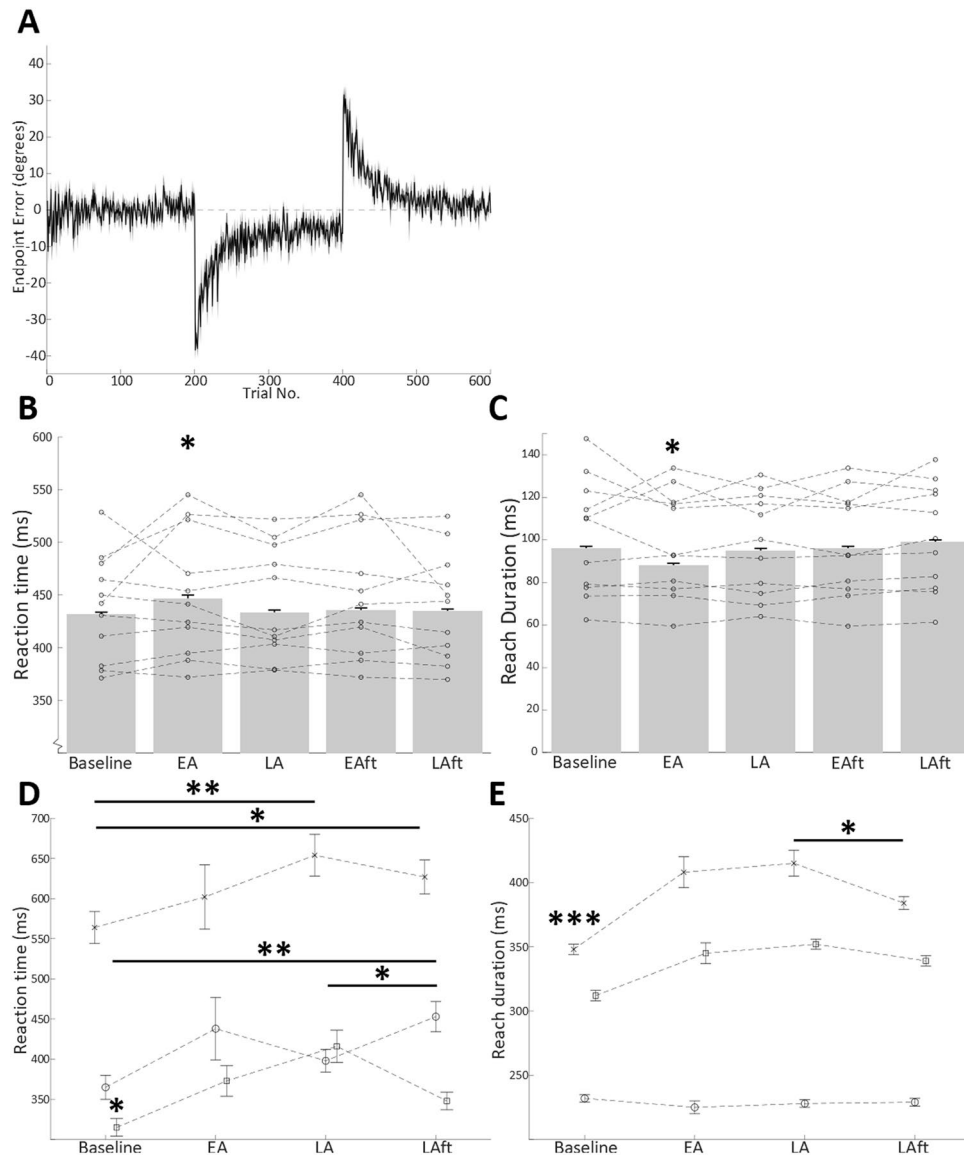 A
Endpoint Error (degrees)
40
30
20
10
0
-10
-20
-30
-40
0 100 200 300 400 500 600
Trial No.
B
*
Reaction time (ms)
600
550
500
450
400
350
Baseline EA LA EAft LAft
C
*
Reach Duration (ms)
140
120
100
80
60
40
20
0
Baseline EA LA EAft LAft
D
**
*
**
*
*
Reaction time (ms)
700
650
600
550
500
450
400
350
Baseline EA LA LAft
E
*
***
Reach duration (ms)
450
400
350
300
250
Baseline EA LA LAft